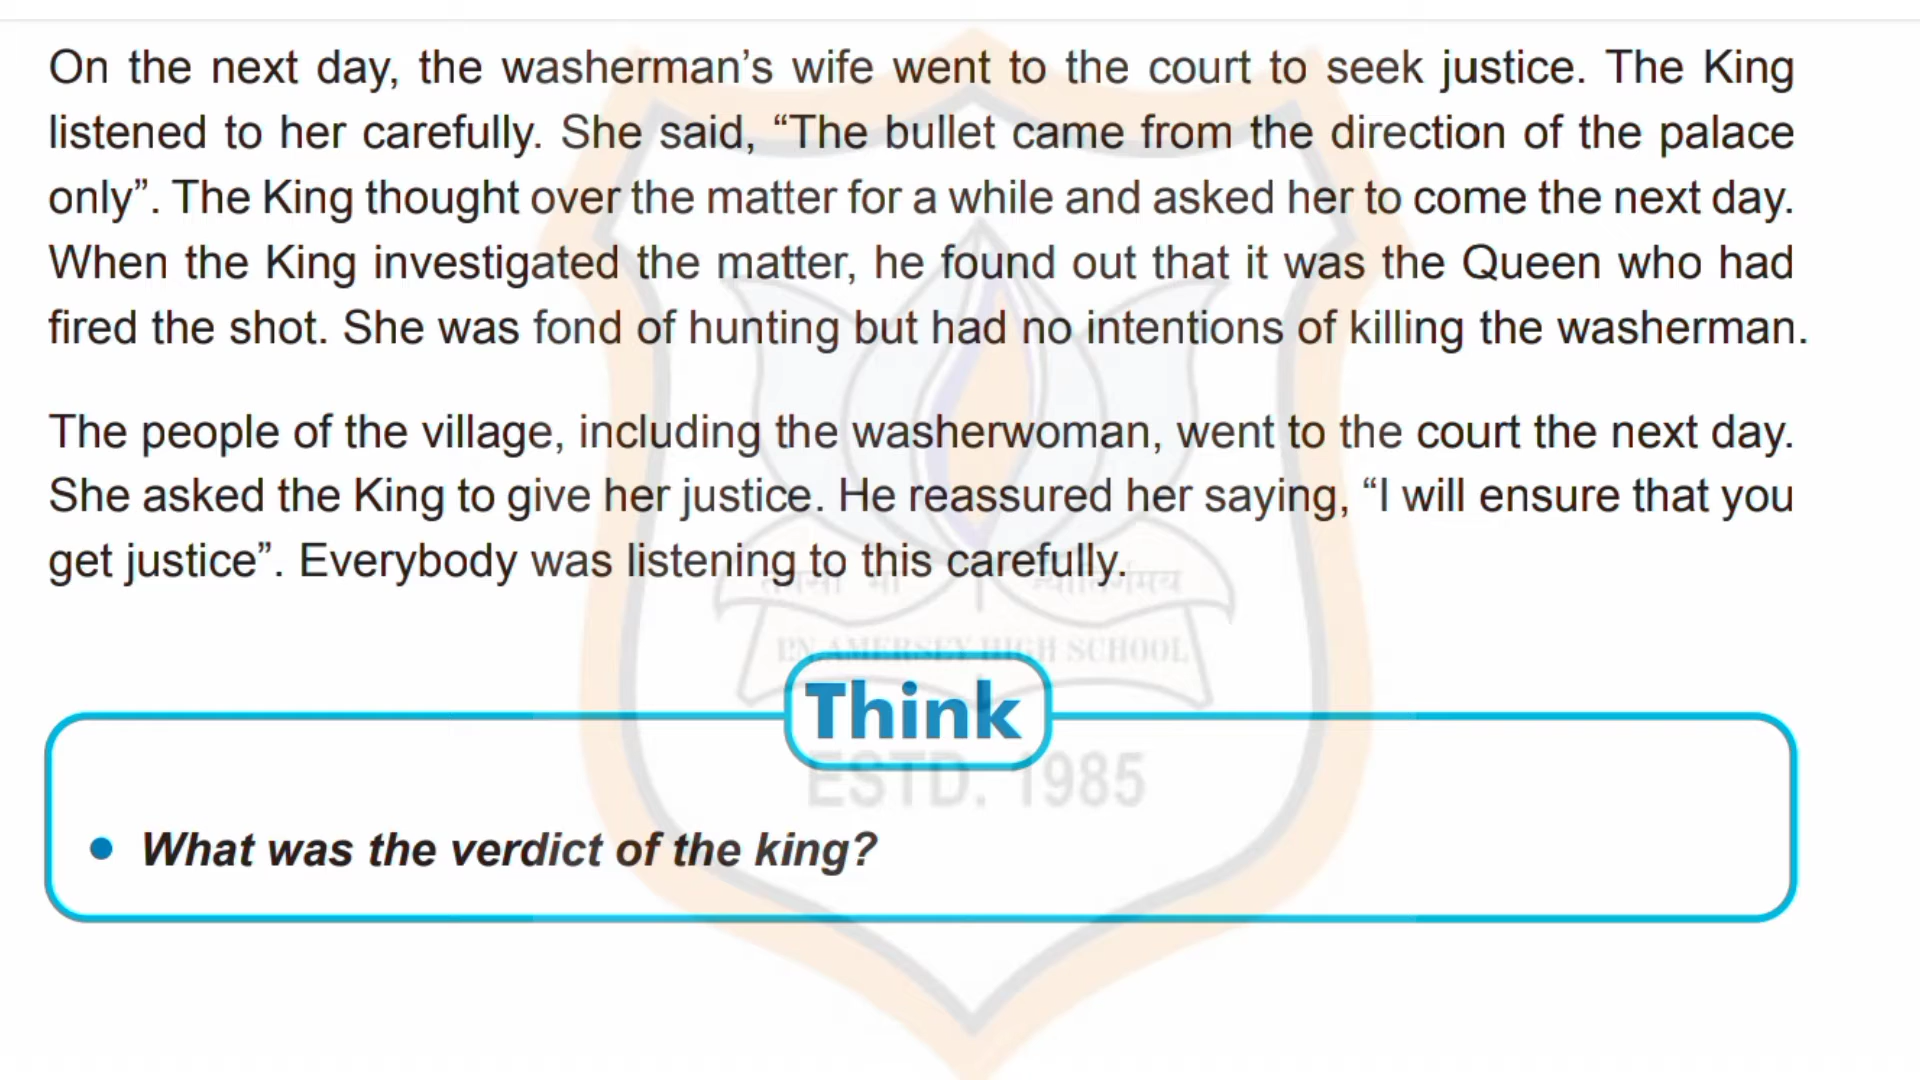 On the next day, the washerman’s wife went to the court to seek justice. The King
listened to her carefully. She said, “The bullet came from the direction of the palace
only”. The King thought over the matter for a while and asked her to come the next day.
When the King investigated the matter, he found out that it was the Queen who had
fired the shot. She was fond of hunting but had no intentions of killing the washerman.
The people of the village, including the washerwoman, went to the court the next day.
She asked the King to give her justice. He reassured her saying, “I will ensure that you
get justice”. Everybody was listening to this carefully.
तमसो मा ज्योतिर्गमय
P.N. AMERSEY HIGH SCHOOL
Think
ESTD. 1985
• What was the verdict of the king?